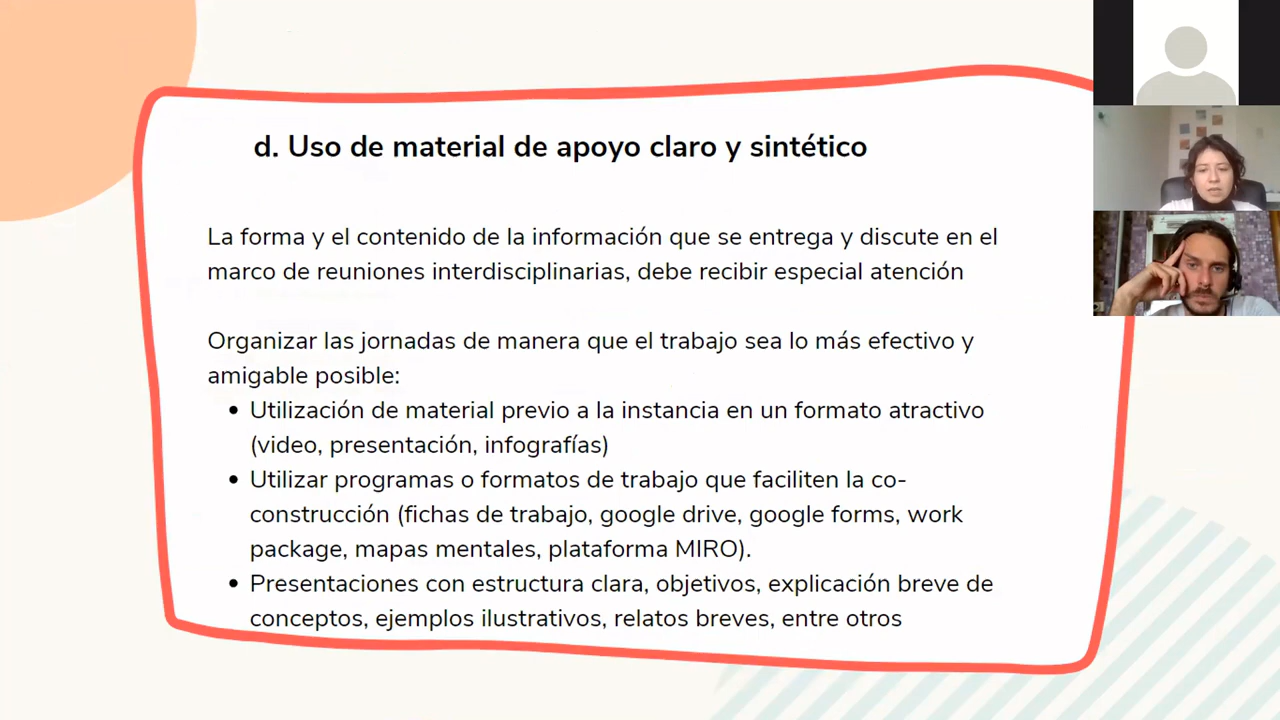 d. Uso de material de apoyo claro y sintético
La forma y el contenido de la información que se entrega y discute en el
marco de reuniones interdisciplinarias, debe recibir especial atención
Organizar las jornadas de manera que el trabajo sea lo más efectivo y
amigable posible:
• Utilización de material previo a la instancia en un formato atractivo
(video, presentación, infografías)
• Utilizar programas o formatos de trabajo que faciliten la co-
construcción (fichas de trabajo, google drive, google forms, work
package, mapas mentales, plataforma MIRO).
• Presentaciones con estructura clara, objetivos, explicación breve de
conceptos, ejemplos ilustrativos, relatos breves, entre otros